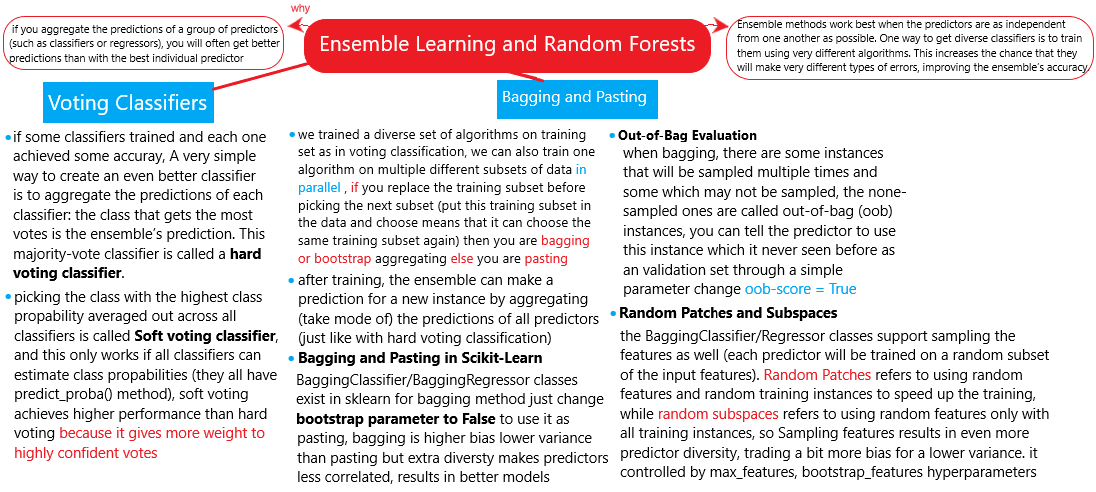 why
if you aggregate the predictions of a group of predictors
(such as classifiers or regressors), you will often get better
predictions than with the best individual predictor
Ensemble Learning and Random Forests
Ensemble methods work best when the predictors are as independent
from one another as possible. One way to get diverse classifiers is to train
them using very different algorithms. This increases the chance that they
will make very different types of errors, improving the ensemble's accuracy
Voting Classifiers
if some classifiers trained and each one
achieved some accuray, A very simple
way to create an even better classifier
is to aggregate the predictions of each
classifier: the class that gets the most
votes is the ensemble's prediction. This
majority-vote classifier is called a hard
voting classifier.
picking the class with the highest class
propability averaged out across all
classifiers is called Soft voting classifier,
and this only works if all classifiers can
estimate class propabilities (they all have
predict_proba() method), soft voting
achieves higher performance than hard
voting because it gives more weight to
highly confident votes
Bagging and Pasting
we trained a diverse set of algorithms on training
set as in voting classification, we can also train one
algorithm on multiple different subsets of data in
parallel , if you replace the training subset before
picking the next subset (put this training subset in
the data and choose means that it can choose the
same training subset again) then you are bagging
or bootstrap aggregating else you are pasting
after training, the ensemble can make a
prediction for a new instance by aggregating
(take mode of) the predictions of all predictors
(just like with hard voting classification)
Bagging and Pasting in Scikit-Learn
BaggingClassifier/BaggingRegressor classes
exist in sklearn for bagging method just change
bootstrap parameter to False to use it as
pasting, bagging is higher bias lower variance
than pasting but extra diversty makes predictors
less correlated, results in better models
Out-of-Bag Evaluation
when bagging, there are some instances
that will be sampled multiple times and
some which may not be sampled, the none-
sampled ones are called out-of-bag (oob)
instances, you can tell the predictor to use
this instance which it never seen before as
an validation set through a simple
parameter change oob-score = True
Random Patches and Subspaces
the BaggingClassifier/Regressor classes support sampling the
features as well (each predictor will be trained on a random subset
of the input features). Random Patches refers to using random
features and random training instances to speed up the training,
while random subspaces refers to using random features only with
all training instances, so Sampling features results in even more
predictor diversity, trading a bit more bias for a lower variance. it
controlled by max_features, bootstrap_features hyperparameters